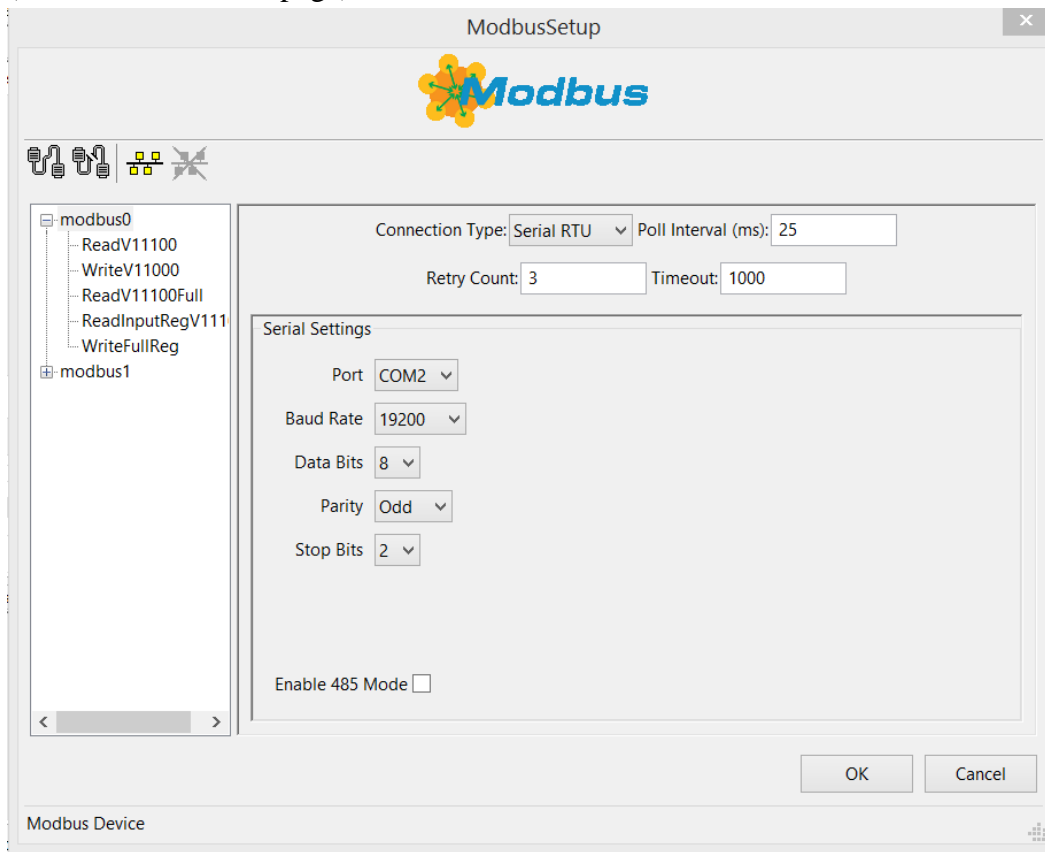 ModbusSetup
Modbus
modbus0
ReadV11100
WriteV11000
ReadV11100Full
ReadInputRegV111
WriteFullReg
modbus1
Connection Type: Serial RTU Poll Interval (ms): 25
Retry Count: 3 Timeout: 1000
Serial Settings
Port COM2
Baud Rate 19200
Data Bits 8
Parity Odd
Stop Bits 2
Enable 485 Mode
OK Cancel
Modbus Device